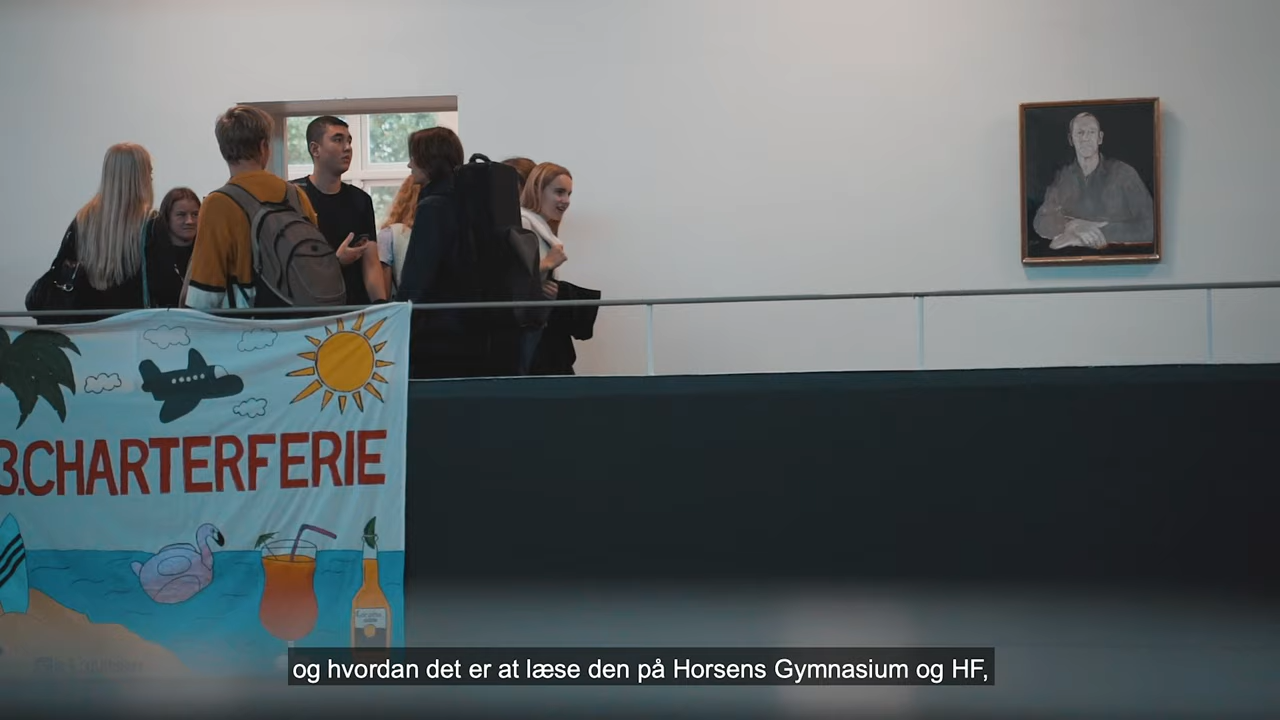 3.CHARTERFERIE
og hvordan det er at læse den på Horsens Gymnasium og HF,